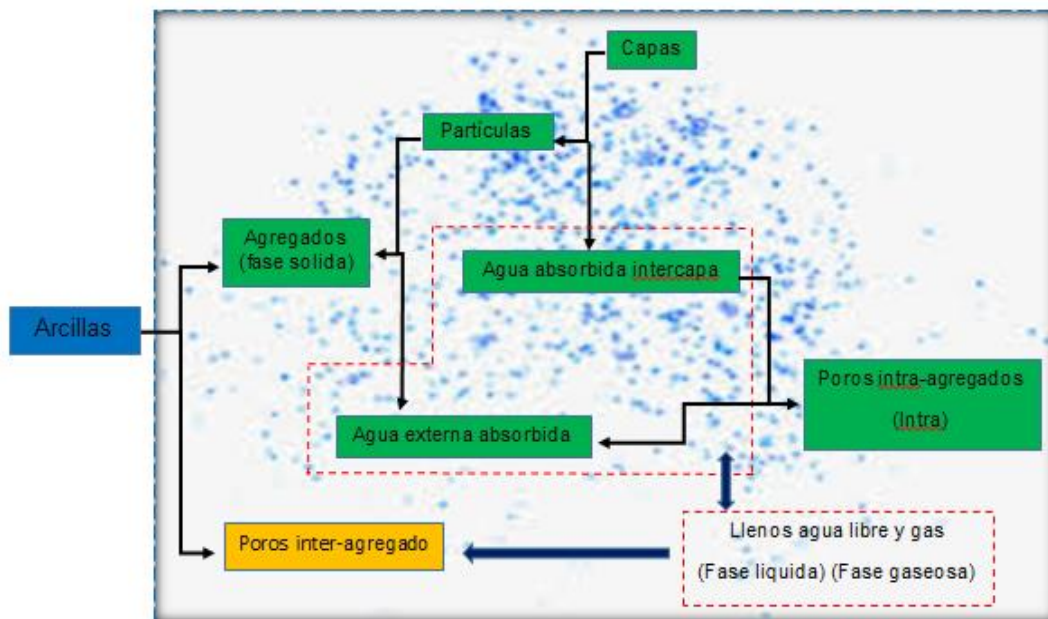 Capas
Partículas
Agregados
(fase solida)
Agua absorbida intercapa
Arcillas
Poros intra-agregados
(Intra)
Agua externa absorbida
Poros inter-agregado
Llenos agua libre y gas
(Fase liquida) (Fase gaseosa)